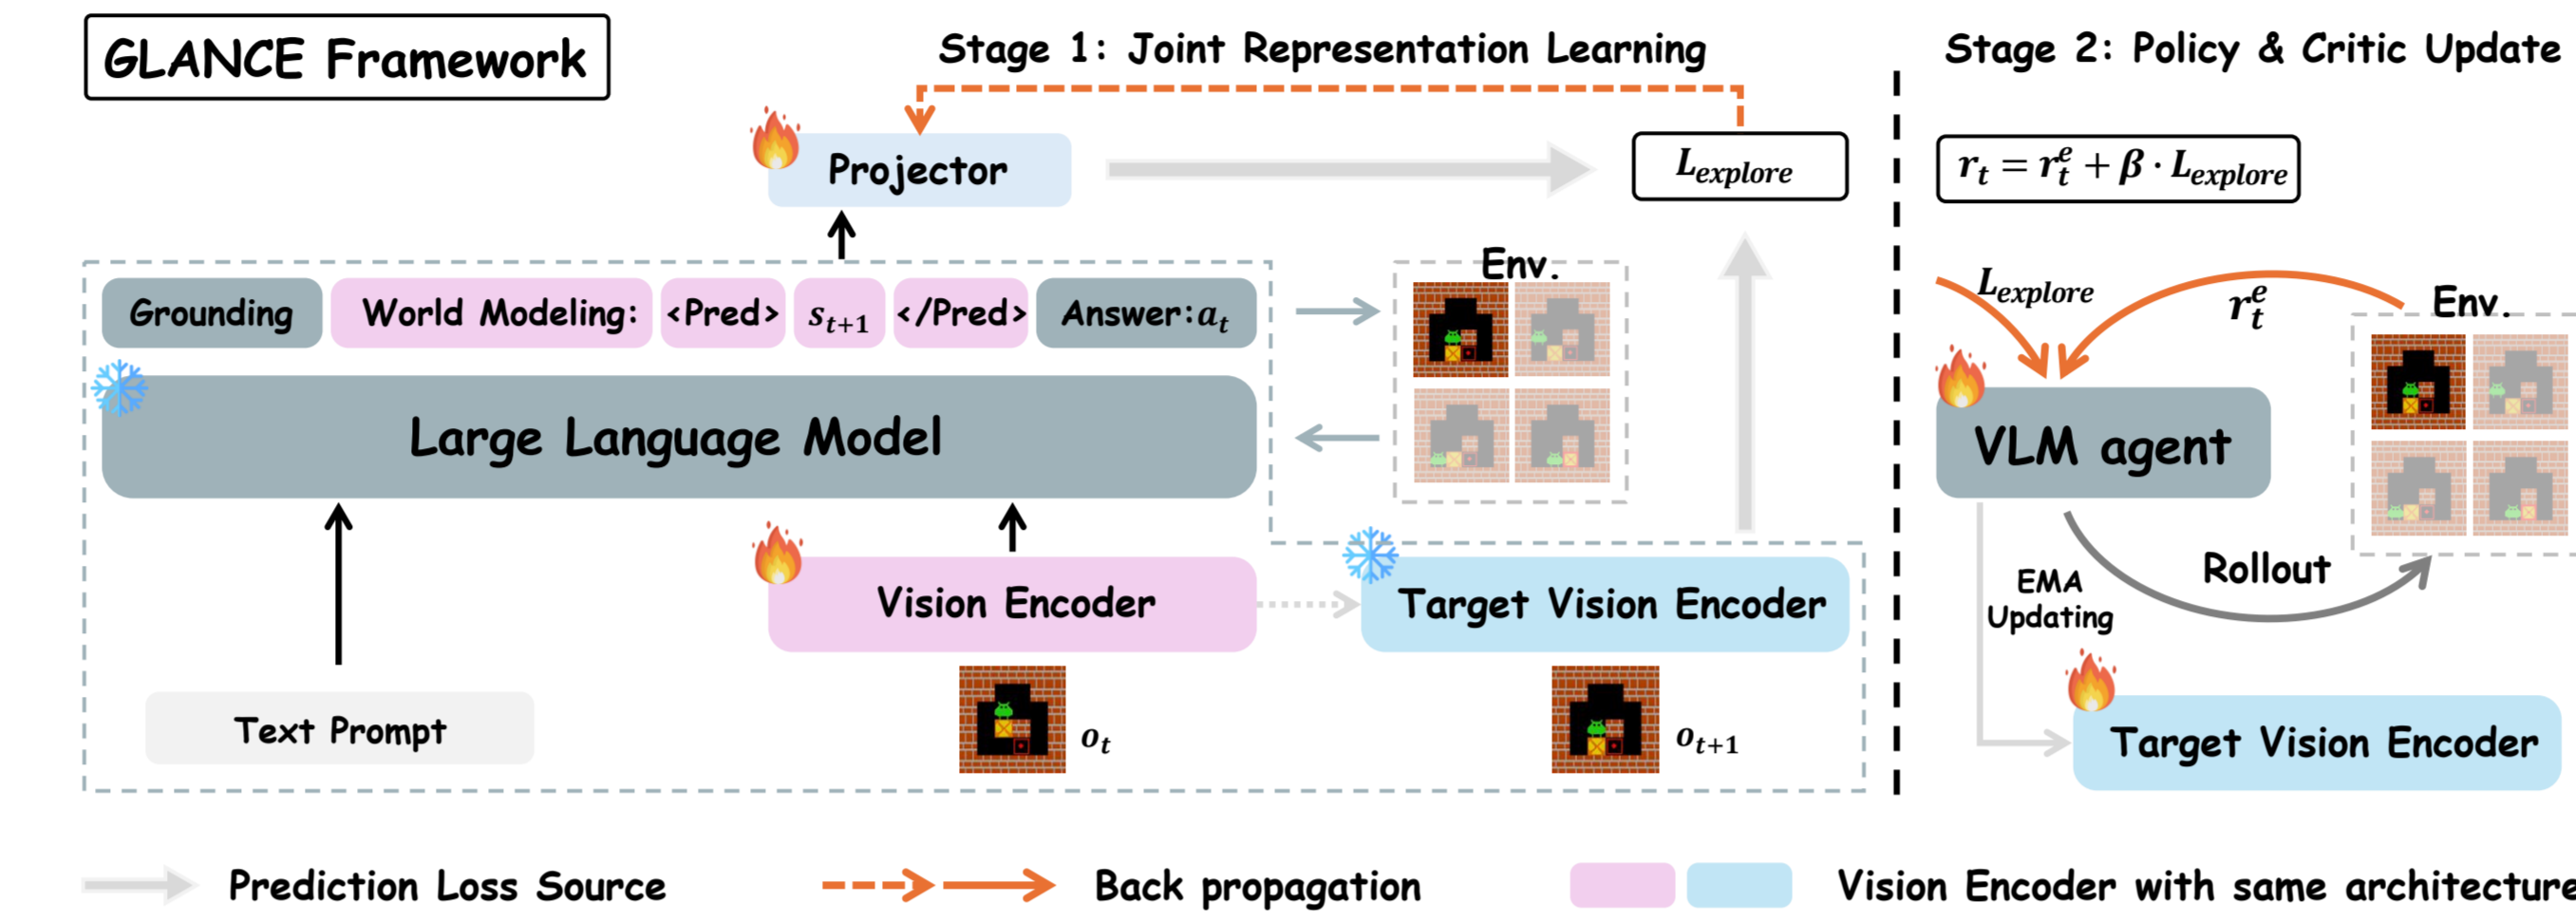 GLANCE Framework
Stage 1: Joint Representation Learning
Projector
L_explore
Grounding
World Modeling:
<Pred>
s_{t+1}
</Pred>
Answer: a_t
Env.
Large Language Model
Vision Encoder
Target Vision Encoder
Text Prompt
o_t
o_{t+1}
Stage 2: Policy & Critic Update
r_t = r_t^e + β · L_explore
L_explore
r_t^e
Env.
VLM agent
EMA
Updating
Rollout
Target Vision Encoder
Prediction Loss Source
Back propagation
Vision Encoder with same architecture